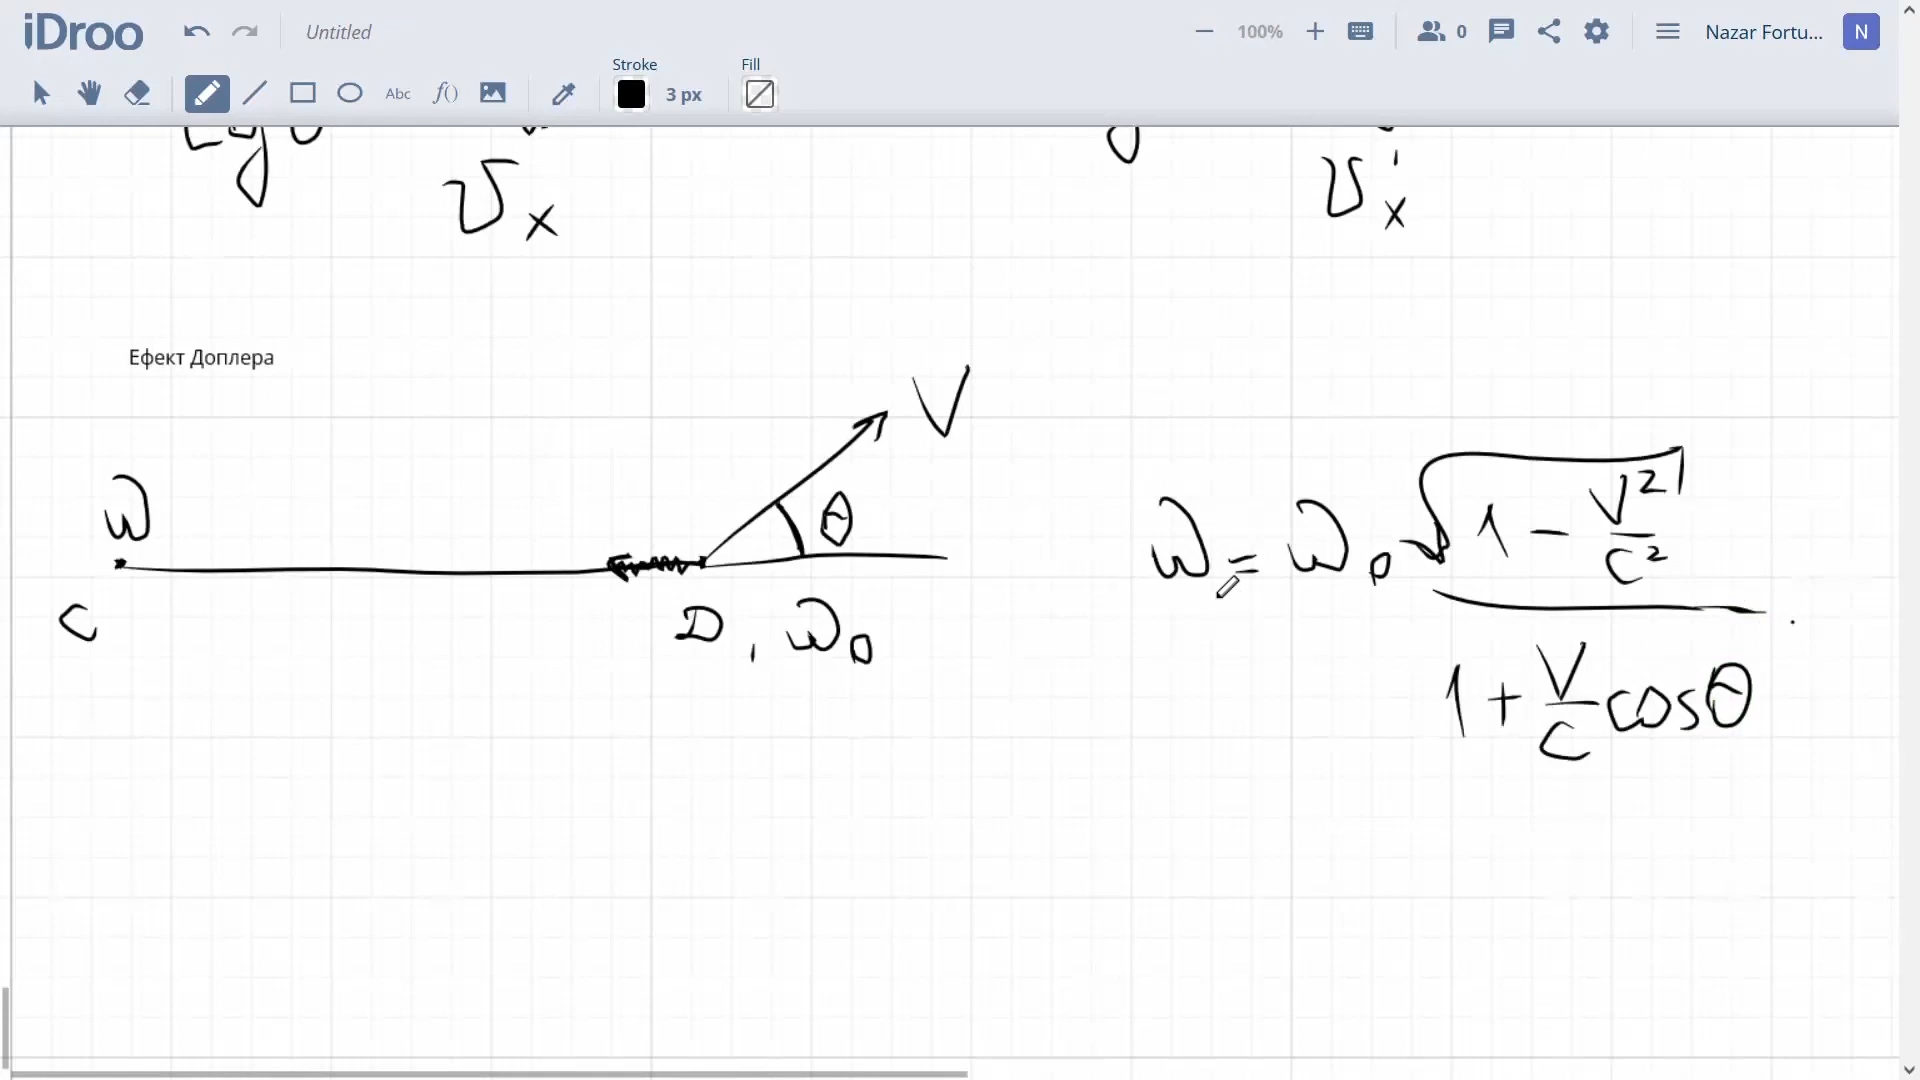 iDroo
Untitled
100%
0
Nazar Fortu...
N
Abc
f()
Stroke
3 px
Fill
υₓ
υ'ₓ
Ефект Доплера
V
ω
θ
C
D, ω₀
ω = ω₀ √(1 − V²/c²)
1 + V/c cosθ